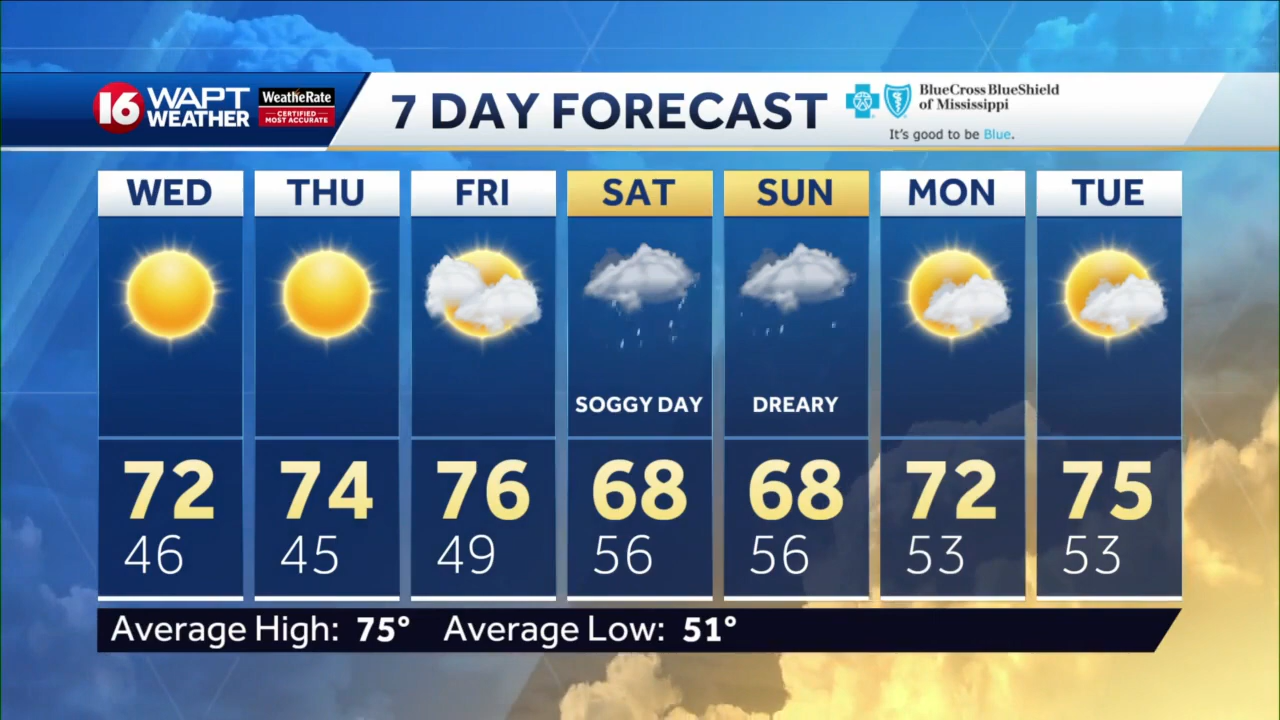 16 WAPT WEATHER
WeatheRate
CERTIFIED
MOST ACCURATE
7 DAY FORECAST
BlueCross BlueShield
of Mississippi
It's good to be Blue.
WED THU FRI SAT SUN MON TUE
SOGGY DAY DREARY
72 74 76 68 68 72 75
46 45 49 56 56 53 53
Average High: 75° Average Low: 51°